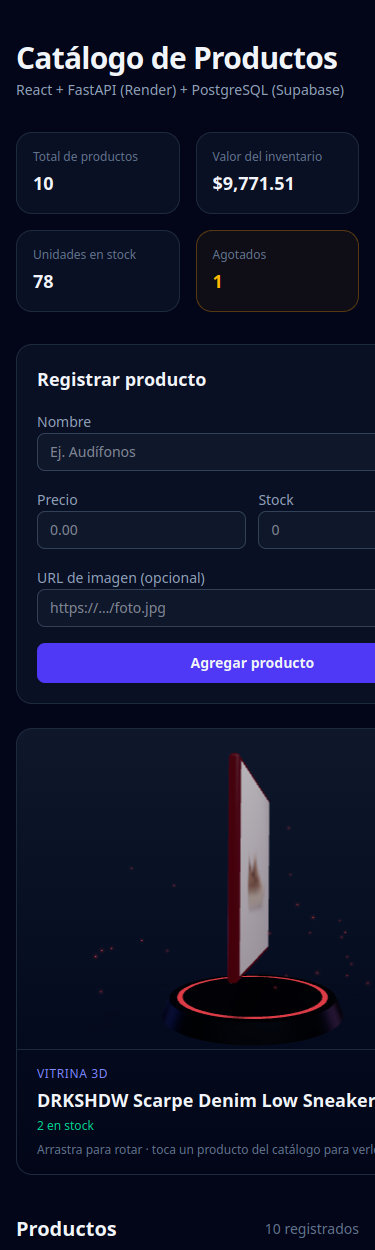 Catálogo de Productos
React + FastAPI (Render) + PostgreSQL (Supabase)
Total de productos
10
Valor del inventario
$9,771.51
Unidades en stock
78
Agotados
1
Registrar producto
Nombre
Ej. Audífonos
Precio
Stock
0.00
0
URL de imagen (opcional)
https://.../foto.jpg
Agregar producto
VITRINA 3D
DRKSHDW Scarpe Denim Low Sneaker
2 en stock
Arrastra para rotar · toca un producto del catálogo para
Productos
10 registrados